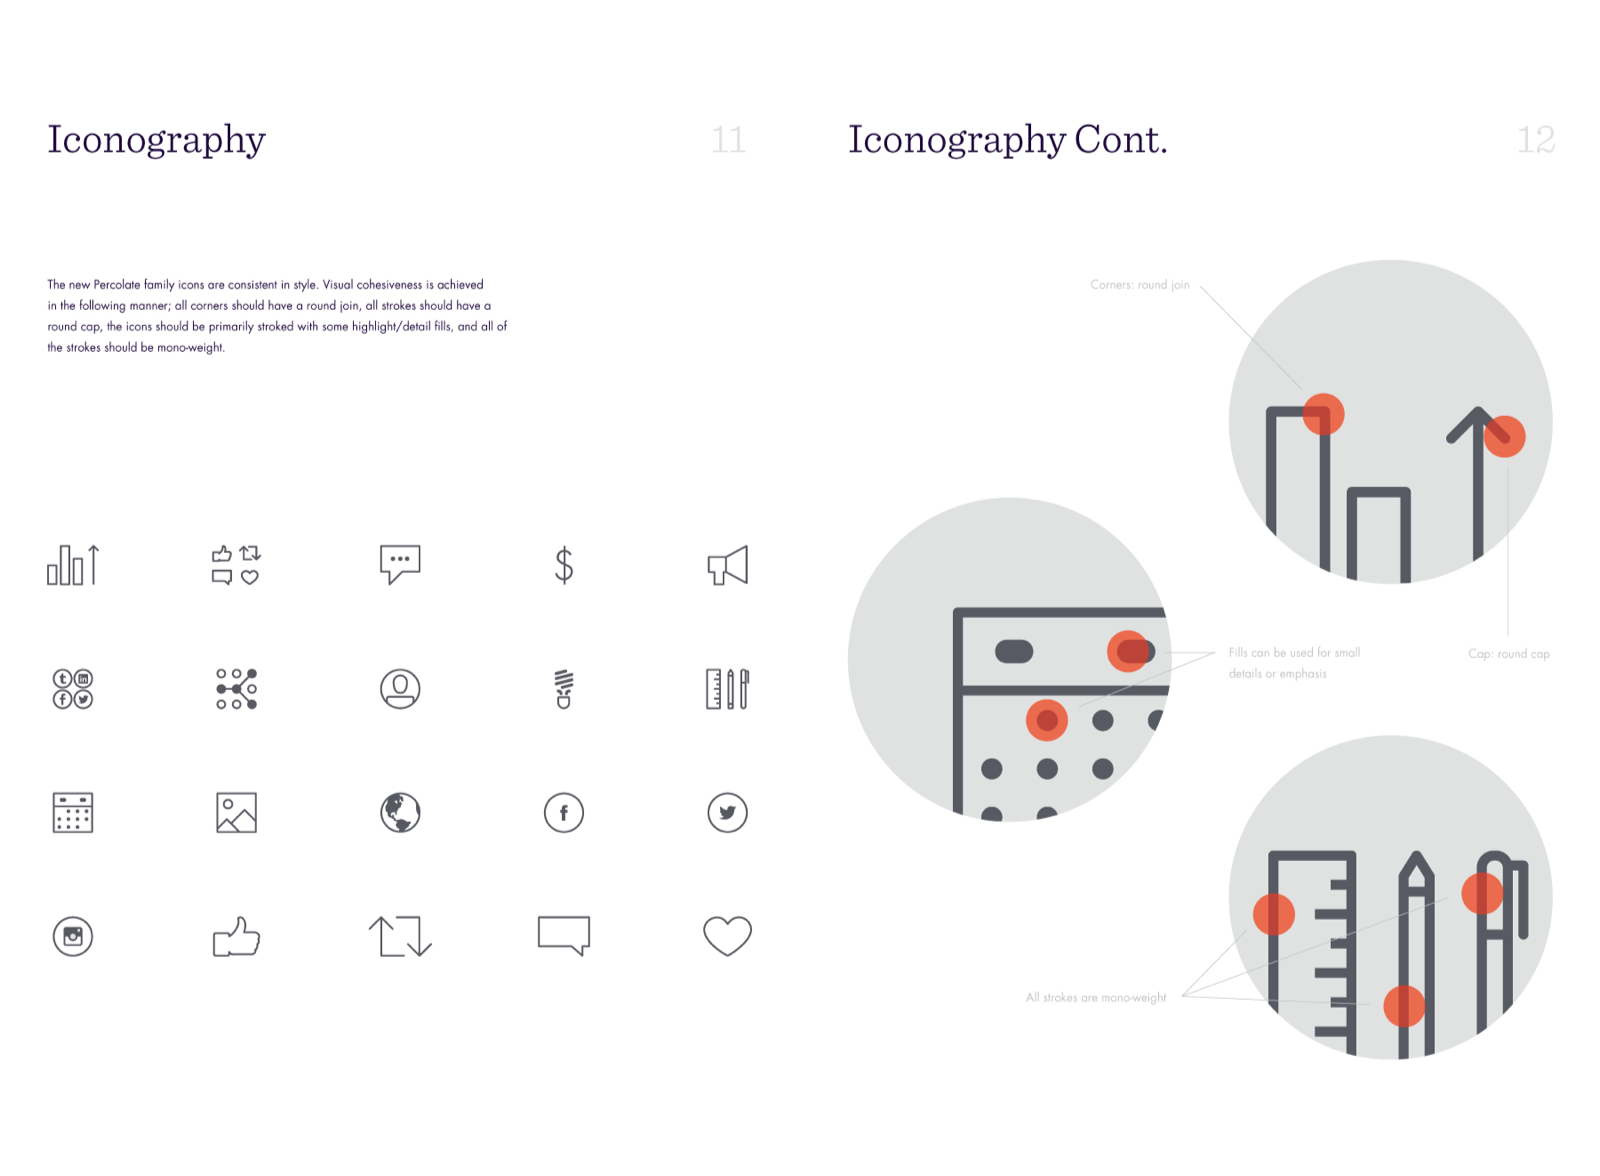 Iconography
11
The new Percolate family icons are consistent in style. Visual cohesiveness is achieved
in the following manner; all corners should have a round join, all strokes should have a
round cap, the icons should be primarily stroked with some highlight/detail fills, and all of
the strokes should be mono-weight.
$
t
in
f
f
Iconography Cont.
12
Corners: round join
Fills can be used for small
details or emphasis
Cap: round cap
All strokes are mono-weight